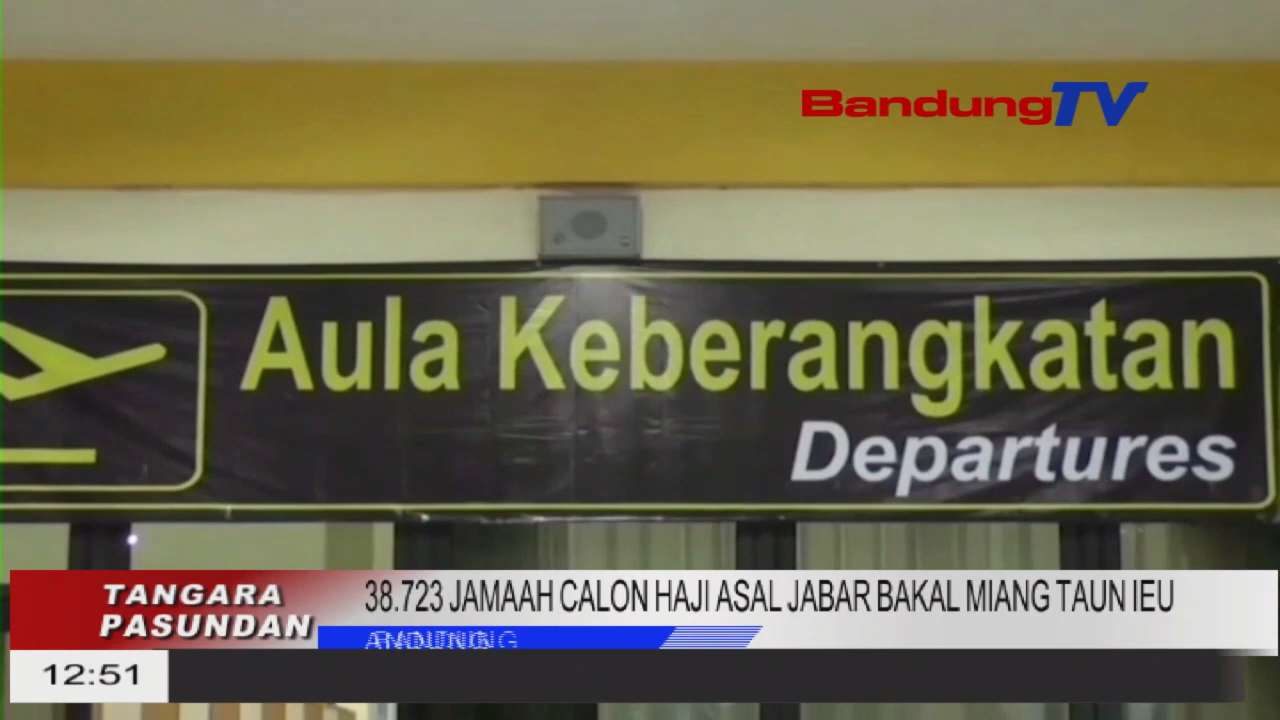 BandungTV
Aula Keberangkatan
Departures
TANGARA
PASUNDAN
38.723 JAMAAH CALON HAJI ASAL JABAR BAKAL MIANG TAUN IEU
12:51